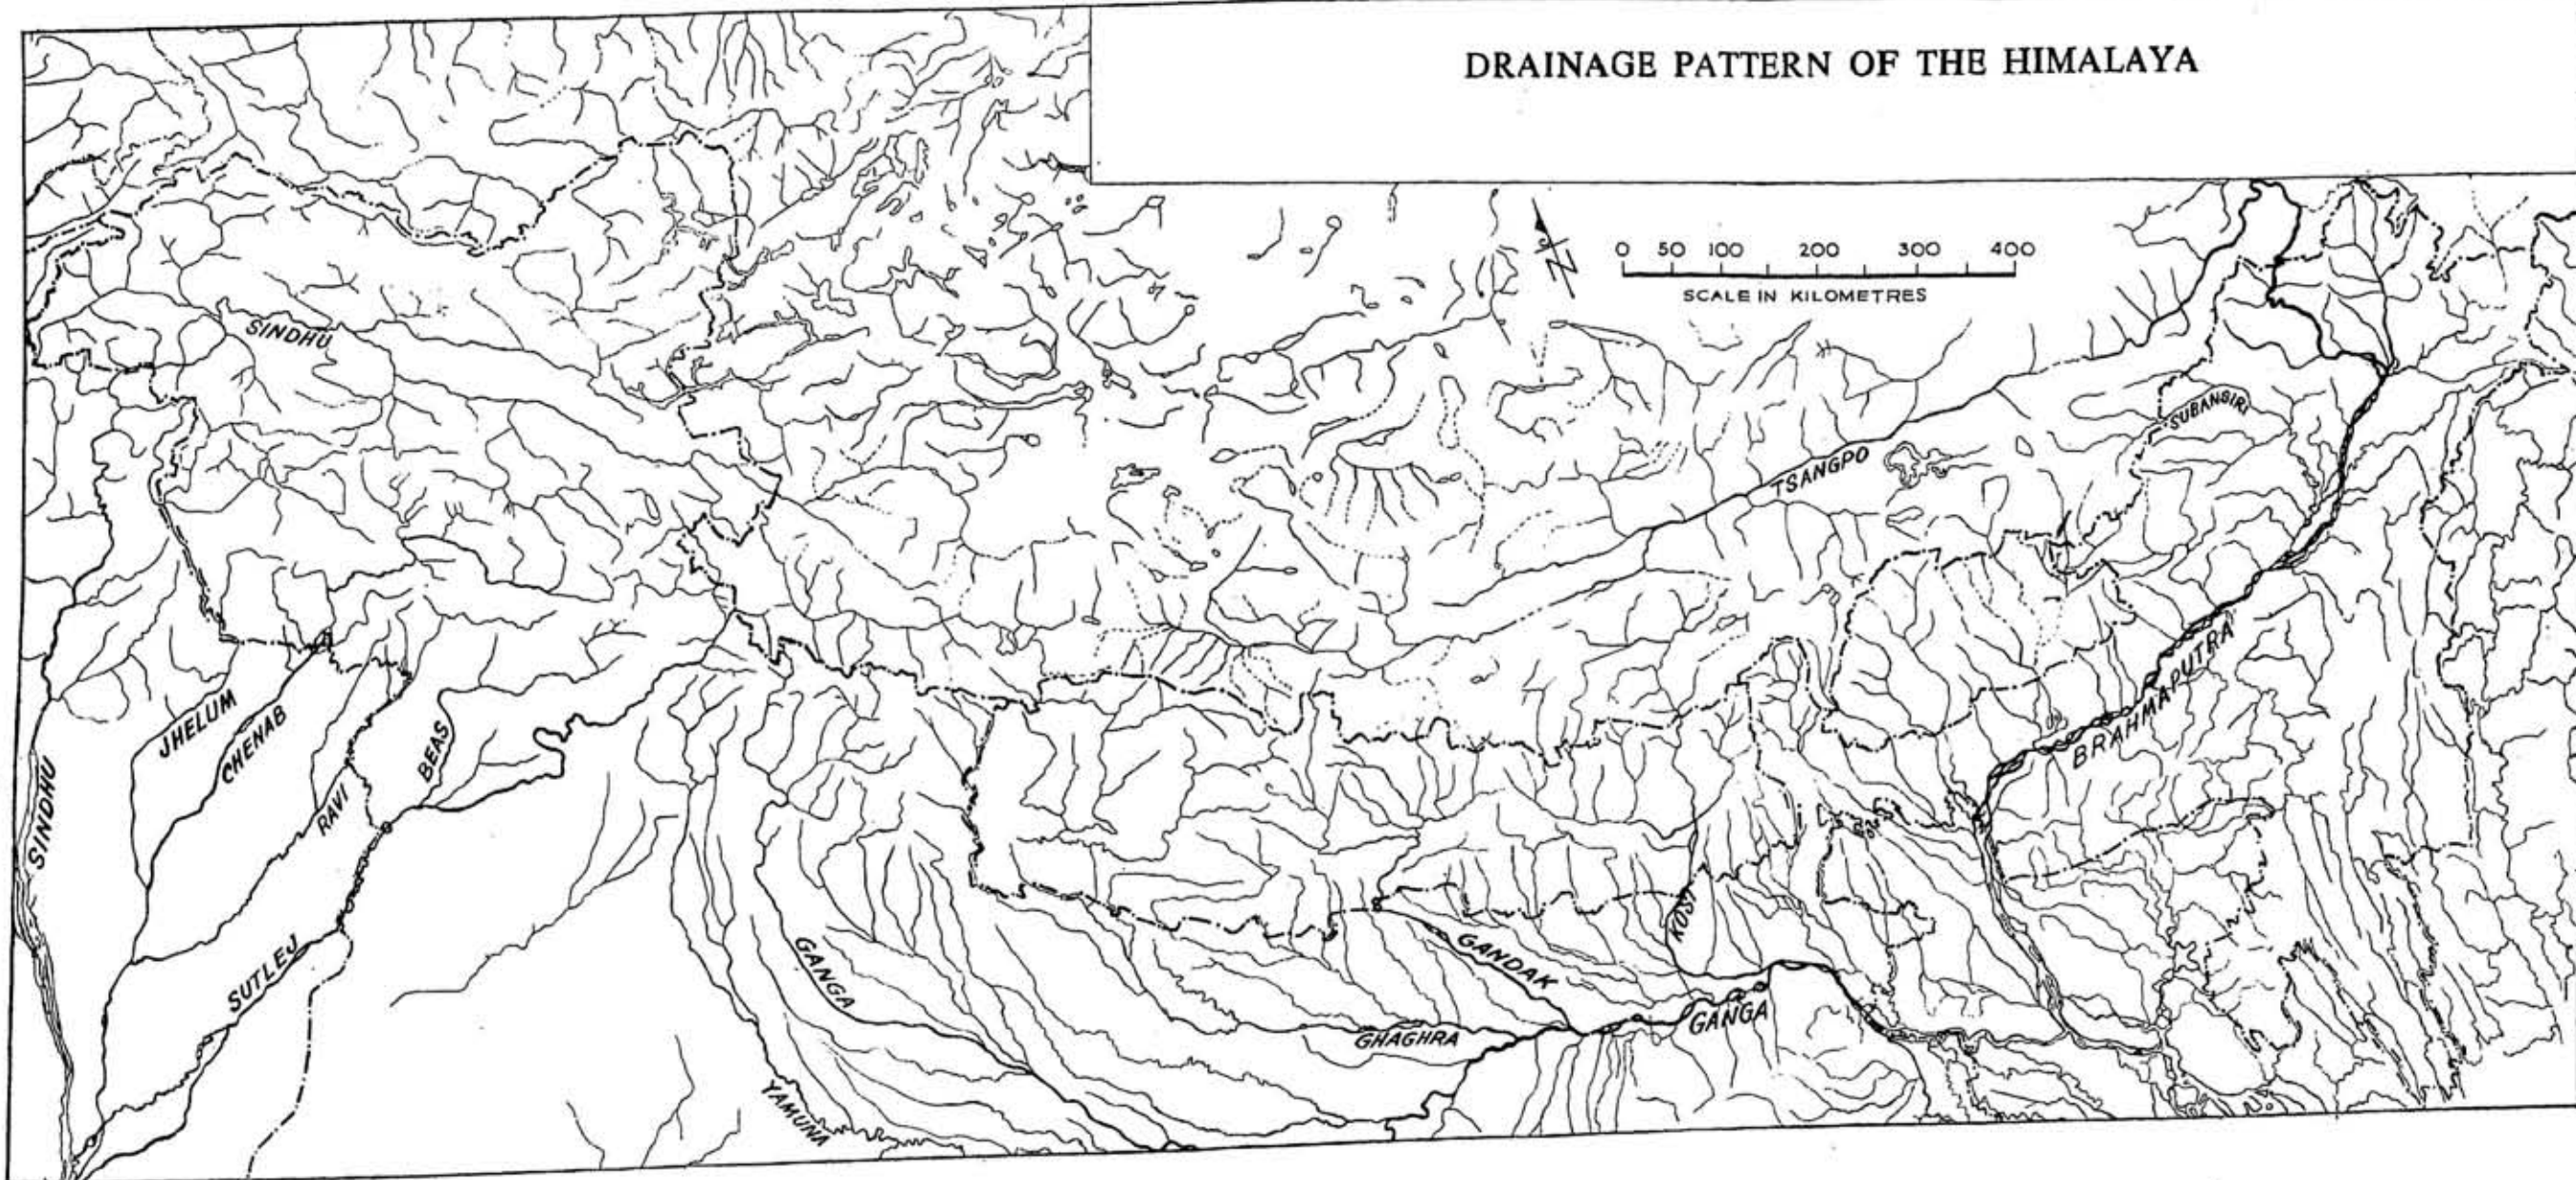 DRAINAGE PATTERN OF THE HIMALAYA
N
0 50 100 200 300 400
SCALE IN KILOMETRES
SINDHU
SUBANSIRI
TSANGPO
BRAHMAPUTRA
JHELUM
CHENAB
BEAS
RAVI
SINDHU
SUTLEJ
GANGA
GANDAK
KOSI
GANGA
GHAGHRA
YAMUNA